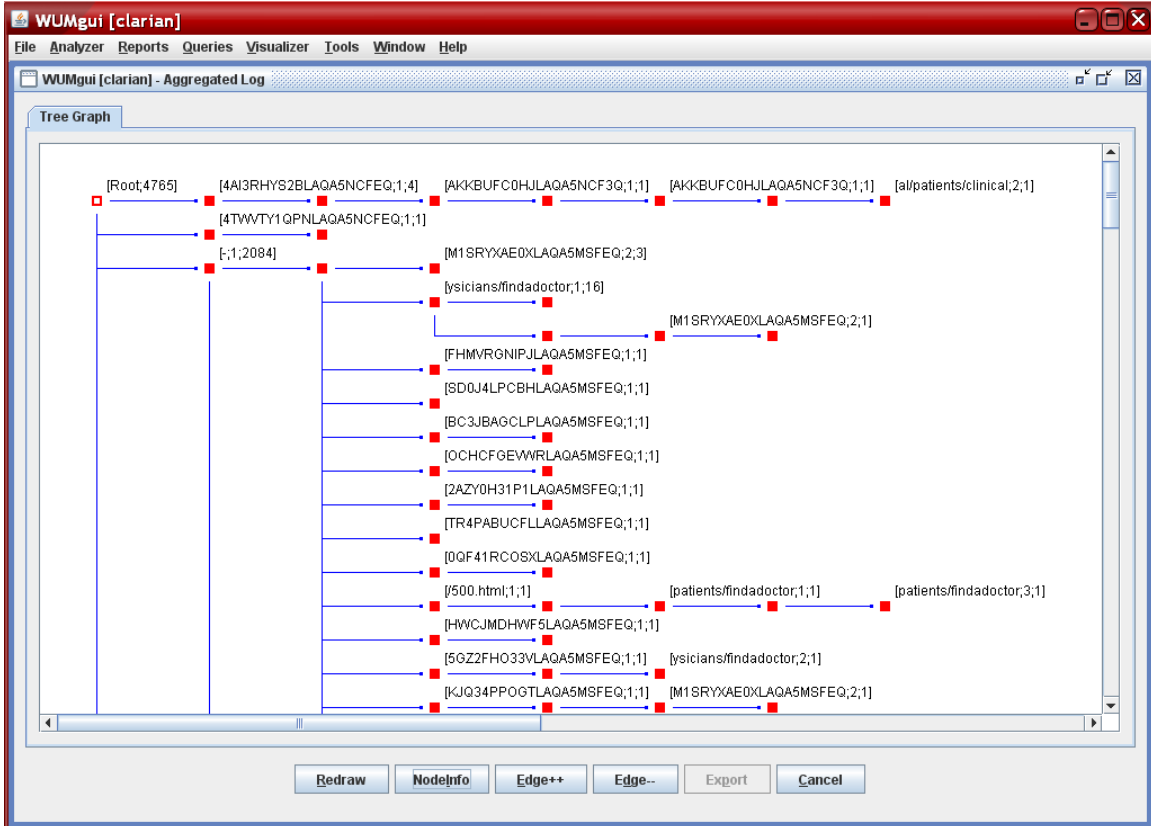 WUMgui [clarian]
File Analyzer Reports Queries Visualizer Tools Window Help
WUMgui [clarian] - Aggregated Log
Tree Graph
[Root;4765] [4AI3RHYS2BLAQA5NCFEQ;1;4] [AKKBUFC0HJLAQA5NCF3Q;1;1] [AKKBUFC0HJLAQA5NCF3Q;1;1] [al/patients/clinical;2;1]
[4TWVTY1QPNLAQA5NCFEQ;1;1]
[-;1;2084] [M1SRYXAE0XLAQA5MSFEQ;2;3]
[ysicians/findadoctor;1;16]
[M1SRYXAE0XLAQA5MSFEQ;2;1]
[FHMVRGNIPJLAQA5MSFEQ;1;1]
[SD0J4LPCBHLAQA5MSFEQ;1;1]
[BC3JBAGCLPLAQA5MSFEQ;1;1]
[OCHCFGEVWRLAQA5MSFEQ;1;1]
[2AZY0H31P1LAQA5MSFEQ;1;1]
[TR4PABUCFLLAQA5MSFEQ;1;1]
[0QF41RCOSXLAQA5MSFEQ;1;1]
[/500.html;1;1] [patients/findadoctor;1;1] [patients/findadoctor;3;1]
[HWCJMDHWF5LAQA5MSFEQ;1;1]
[5GZ2FHO33VLAQA5MSFEQ;1;1] [ysicians/findadoctor;2;1]
[KJQ34PPOGTLAQA5MSFEQ;1;1] [M1SRYXAE0XLAQA5MSFEQ;2;1]
Redraw NodeInfo Edge++ Edge-- Export Cancel